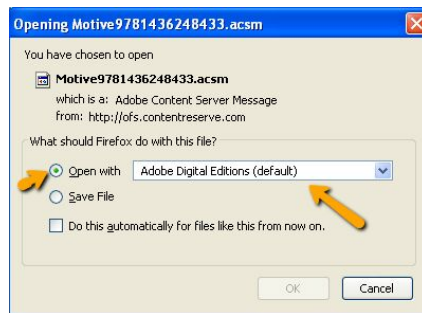 Opening Motive9781436248433.acsm
You have chosen to open
Motive9781436248433.acsm
which is a: Adobe Content Server Message
from: http://ofs.contentreserve.com
What should Firefox do with this file?
Open with Adobe Digital Editions (default)
Save File
Do this automatically for files like this from now on.
OK Cancel